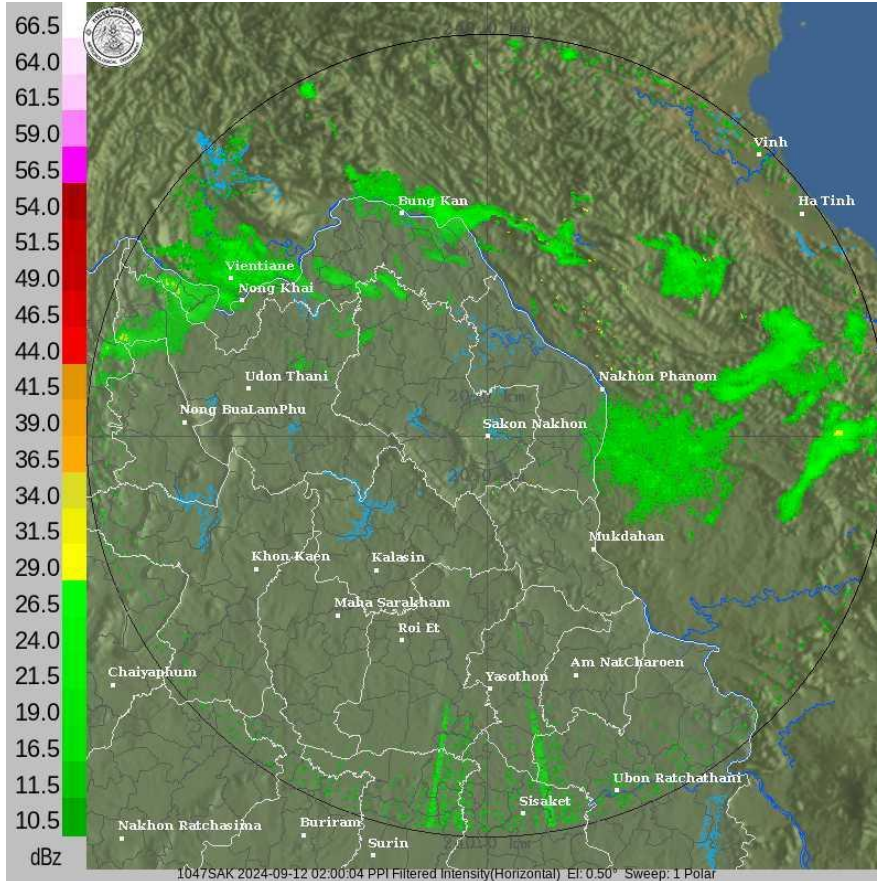 66.5
64.0
61.5
59.0
56.5
54.0
51.5
49.0
46.5
44.0
41.5
39.0
36.5
34.0
31.5
29.0
26.5
24.0
21.5
19.0
16.5
11.5
10.5
dBz
Vinh
Bung Kan
Ha Tinh
Vientiane
Nong Khai
Udon Thani
Nakhon Phanom
Nong BuaLamPhu
Sakon Nakhon
Mukdahan
Khon Kaen
Kalasin
Maha Sarakham
Roi Et
Chaiyaphum
Yasothon
Am NatCharoen
Ubon Ratchathani
Sisaket
Nakhon Ratchasima
Buriram
Surin
1047SAK 2024-09-12 02:00:04 PPI Filtered Intensity(Horizontal) El: 0.50° Sweep: 1 Polar